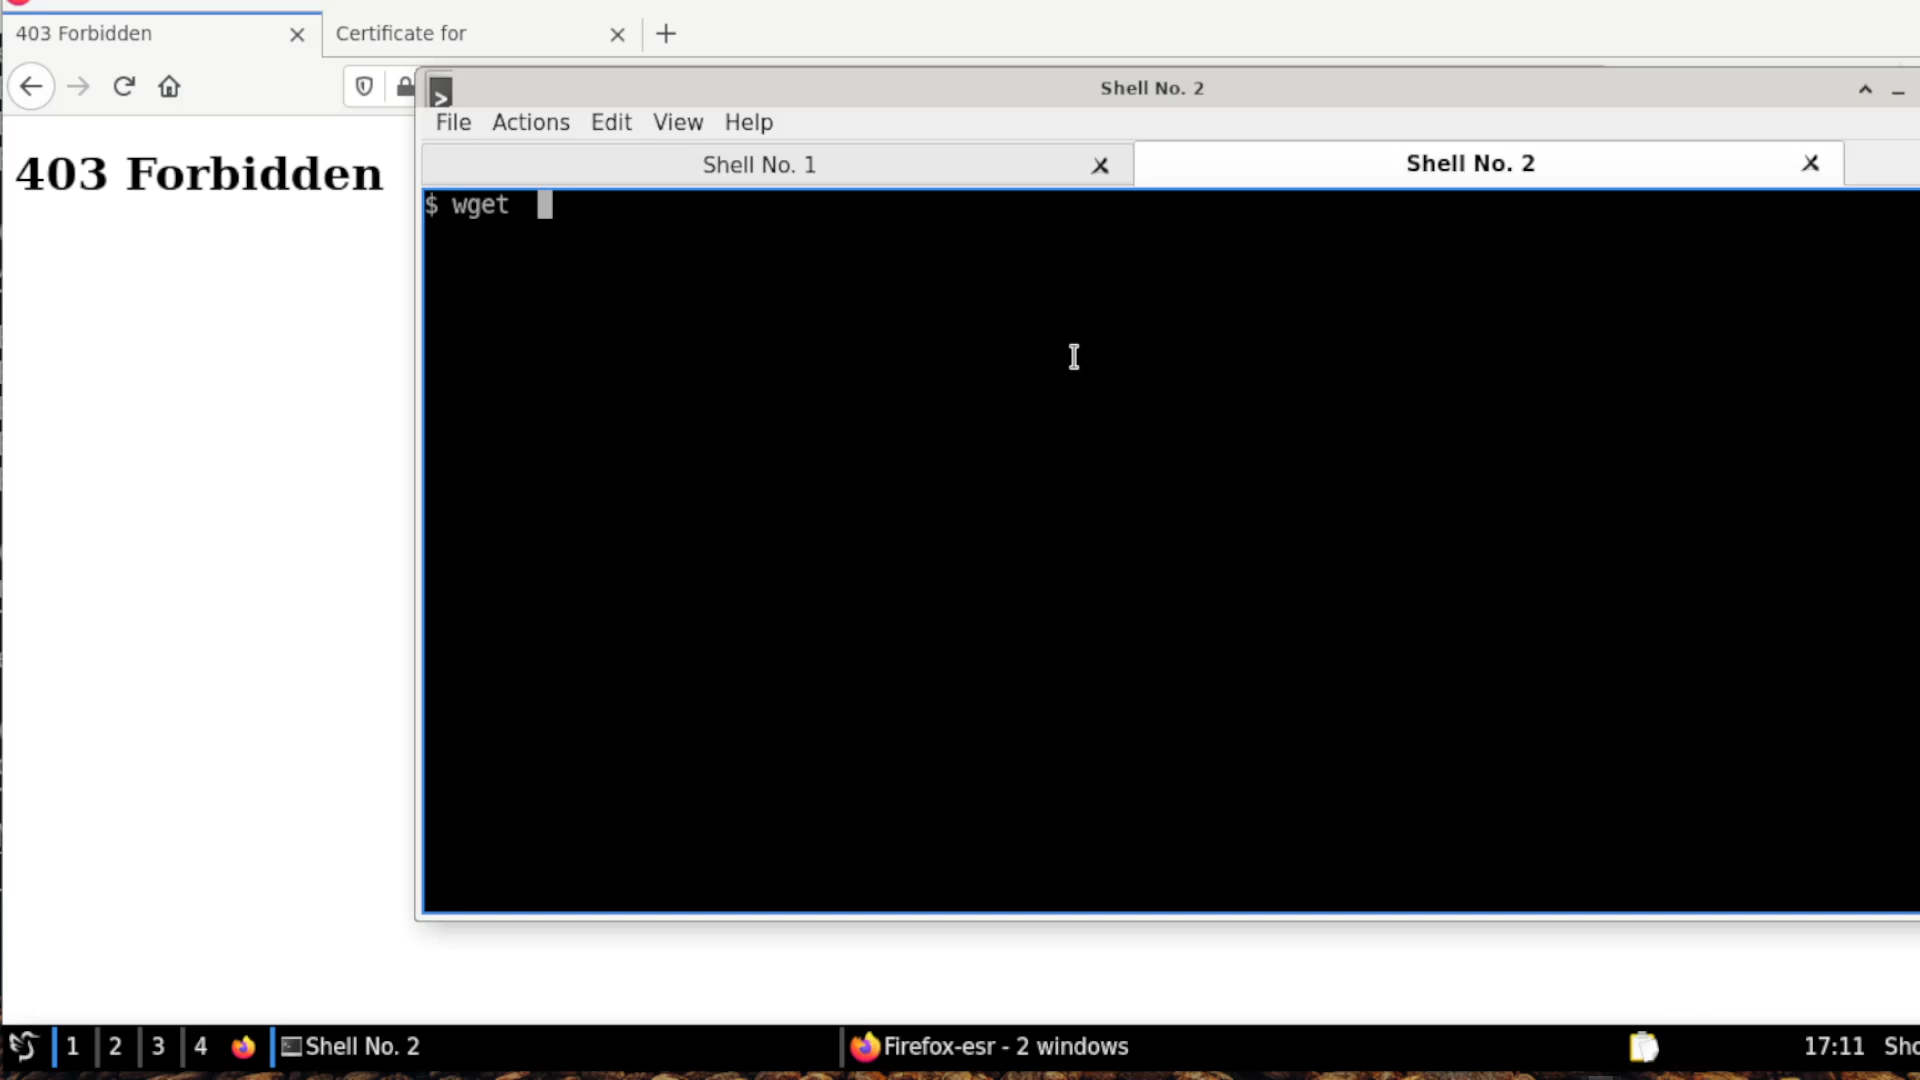 403 Forbidden
Certificate for
Shell No. 2
File Actions Edit View Help
Shell No. 1
Shell No. 2
403 Forbidden
$ wget
1 2 3 4
Shell No. 2
Firefox-esr - 2 windows
17:11
Sho